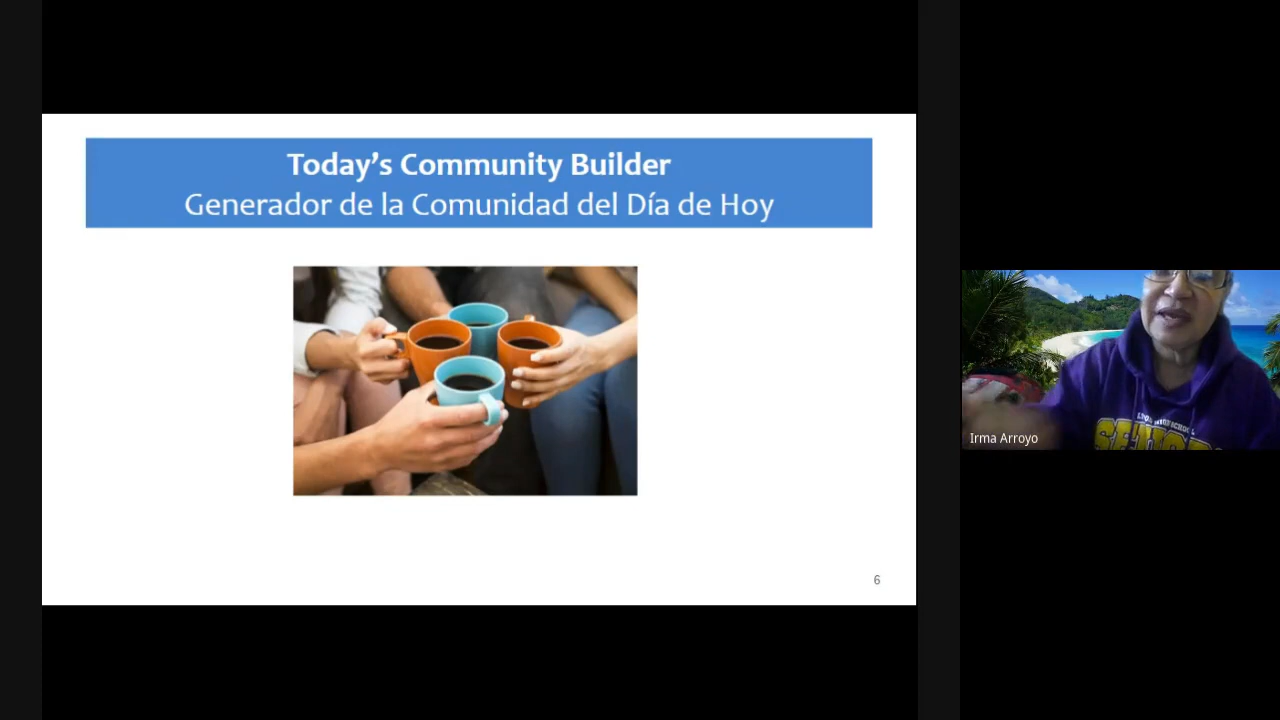 Today's Community Builder
Generador de la Comunidad del Día de Hoy
6
Irma Arroyo